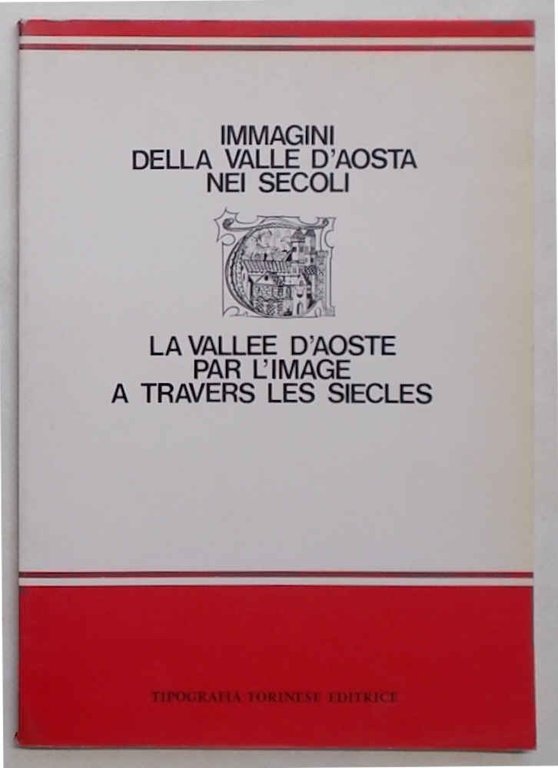 IMMAGINI
DELLA VALLE D'AOSTA
NEI SECOLI
LA VALLEE D'AOSTE
PAR L'IMAGE
A TRAVERS LES SIECLES
TIPOGRAFIA TORINESE EDITRICE